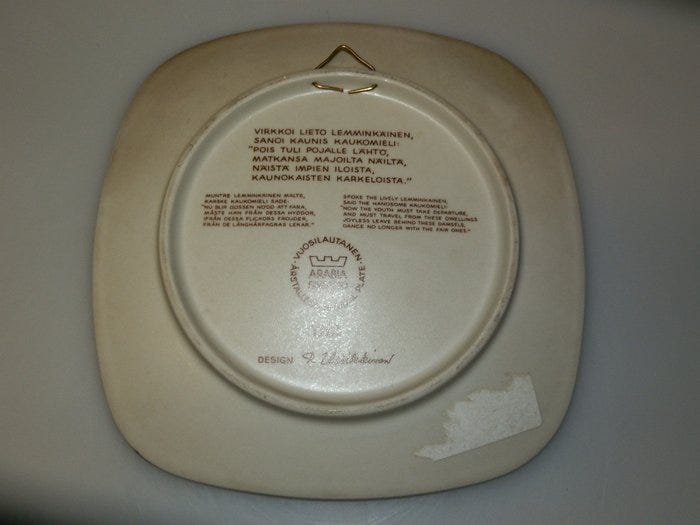 VIRKKOI LIETO LEMMINKÄINEN,
SANOI KAUNIS KAUKOMIELI:
"POIS TULI POJALLE LÄHTÖ,
MATKANSA MAJOILTA NÄILTÄ,
NÄISTÄ IMPIEN ILOISTA,
KAUNOKAISTEN KARKELOISTA."
MUNTRE LEMMINKÄINEN MÄLTE,
KARSKE KAUKOMIELI SADE:
"NU BLIR GOSSEN NÖDD ATT FARA,
MÅSTE HAN FRÅN DESSA HYDDOR,
IFRÅN DESSA FLICKORS FRÖJDER,
FRÅN DE LÅNGHÅRFAGRAS LEKAR."
SPOKE THE LIVELY LEMMINKÄINEN,
SAID THE HANDSOME KAUKOMIELI:
"NOW THE YOUTH MUST TAKE DEPARTURE,
AND MUST TRAVEL FROM THESE DWELLINGS
JOYLESS LEAVE BEHIND THESE DAMSELS,
DANCE NO LONGER WITH THE FAIR ONES."
VUOSILAUTANEN
ARABIA
PLATE
DESIGN